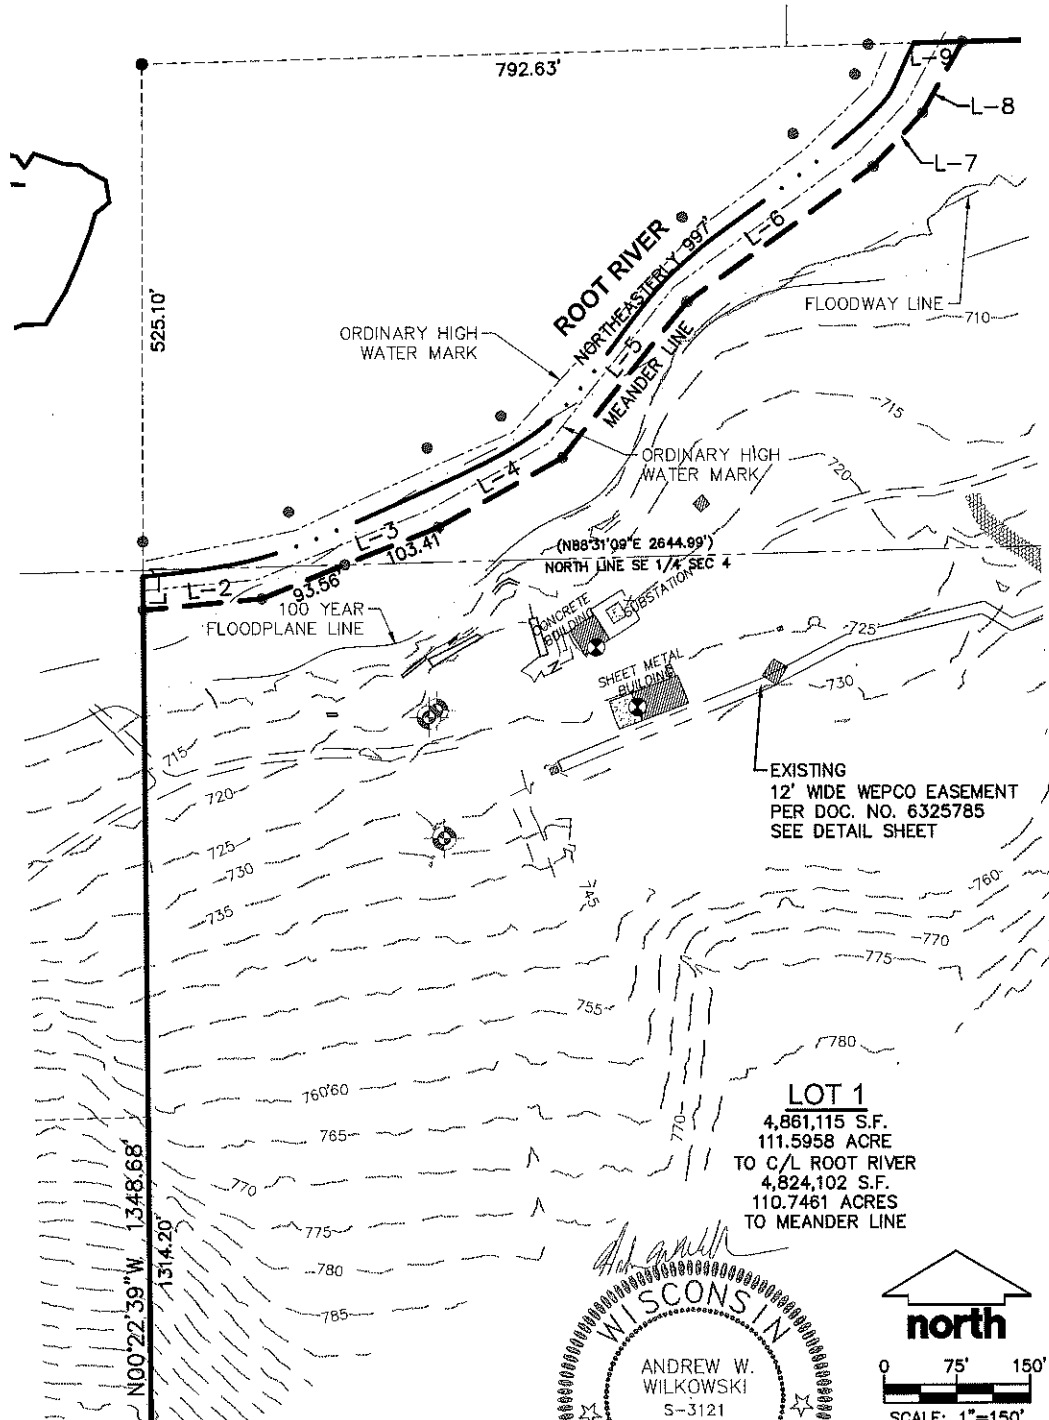 792.63'
L-9
L-8
L-7
L-6
ROOT RIVER
NORTHEASTERLY 997'
525.10'
FLOODWAY LINE
710
ORDINARY HIGH
WATER MARK
L-5
MEANDER LINE
715
ORDINARY HIGH
WATER MARK
720
L-4
L-3
103.41'
(N88°31'09"E 2644.99')
NORTH LINE SE 1/4 SEC 4
L-2
93.56'
100 YEAR
FLOODPLANE LINE
CONCRETE
BUILDING
SUBSTATION
725
SHEET METAL
BUILDING
730
715
720
EXISTING
12' WIDE WEPCO EASEMENT
PER DOC. NO. 6325785
SEE DETAIL SHEET
725
730
735
745
760
770
775
755
780
760
60
765
770
770
775
780
785
LOT 1
4,861,115 S.F.
111.5958 ACRE
TO C/L ROOT RIVER
4,824,102 S.F.
110.7461 ACRES
TO MEANDER LINE
N00°22'39"W 1348.68'
1314.20'
WISCONSIN
ANDREW W.
WILKOWSKI
S-3121
north
0 75' 150'
SCALE: 1"=150'